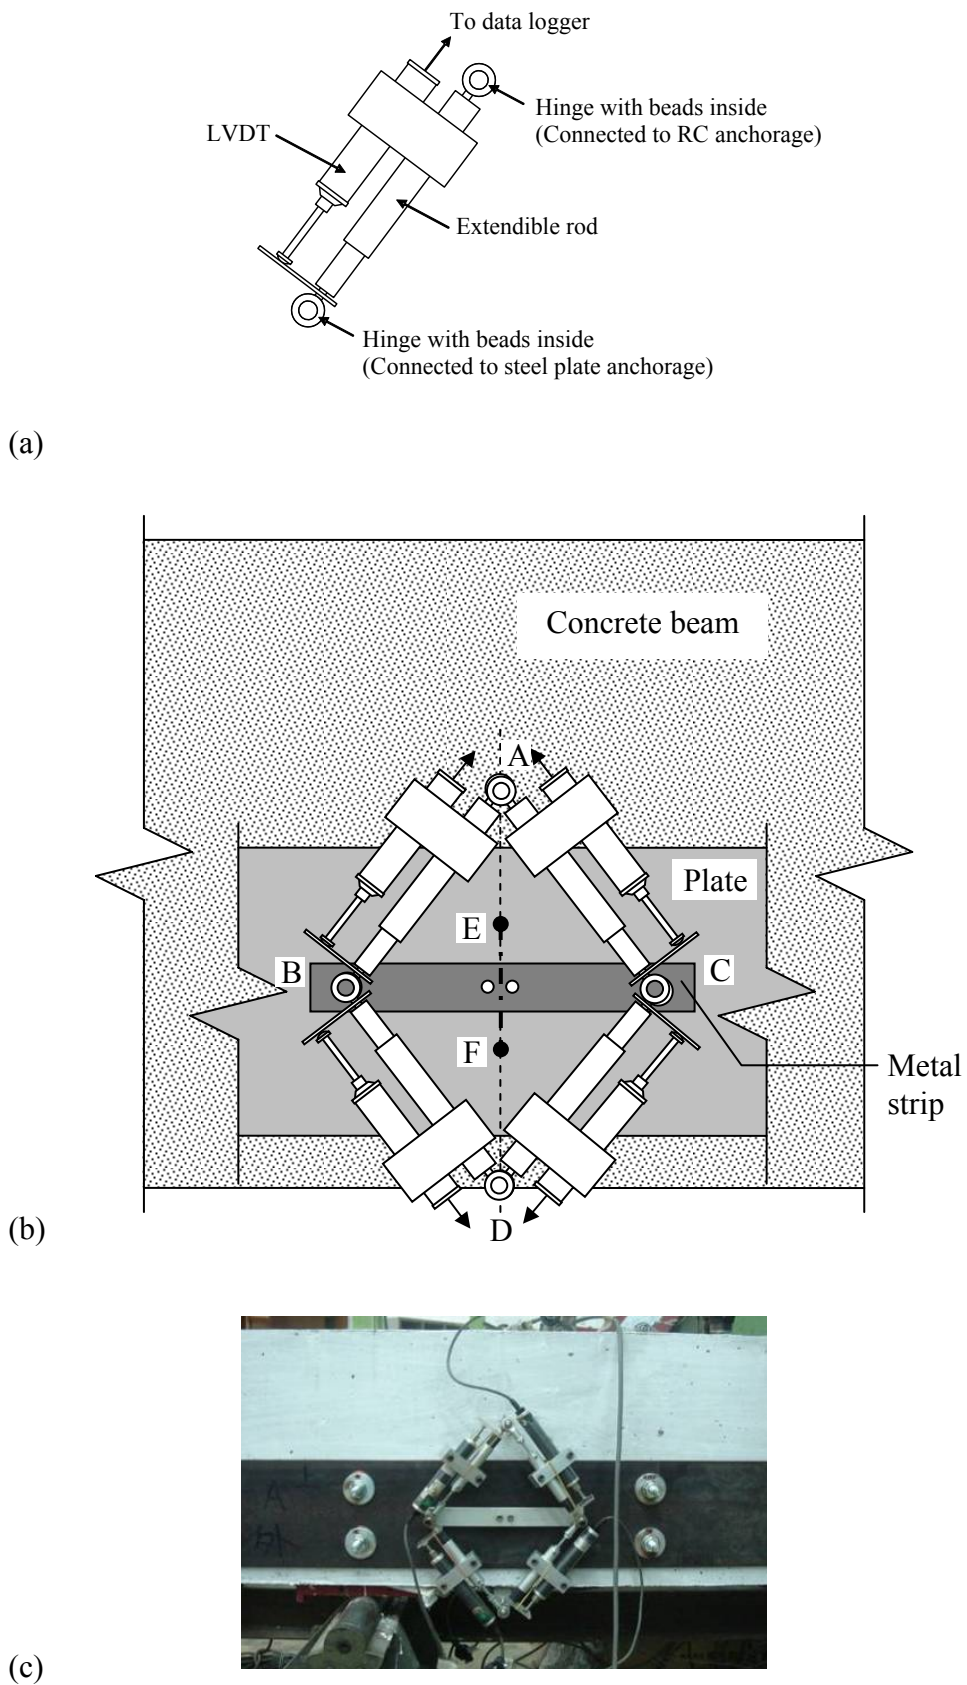 To data logger
Hinge with beads inside
(Connected to RC anchorage)
LVDT
Extendible rod
Hinge with beads inside
(Connected to steel plate anchorage)
(a)
Concrete beam
A
Plate
E
B
C
F
Metal
strip
D
(b)
(c)